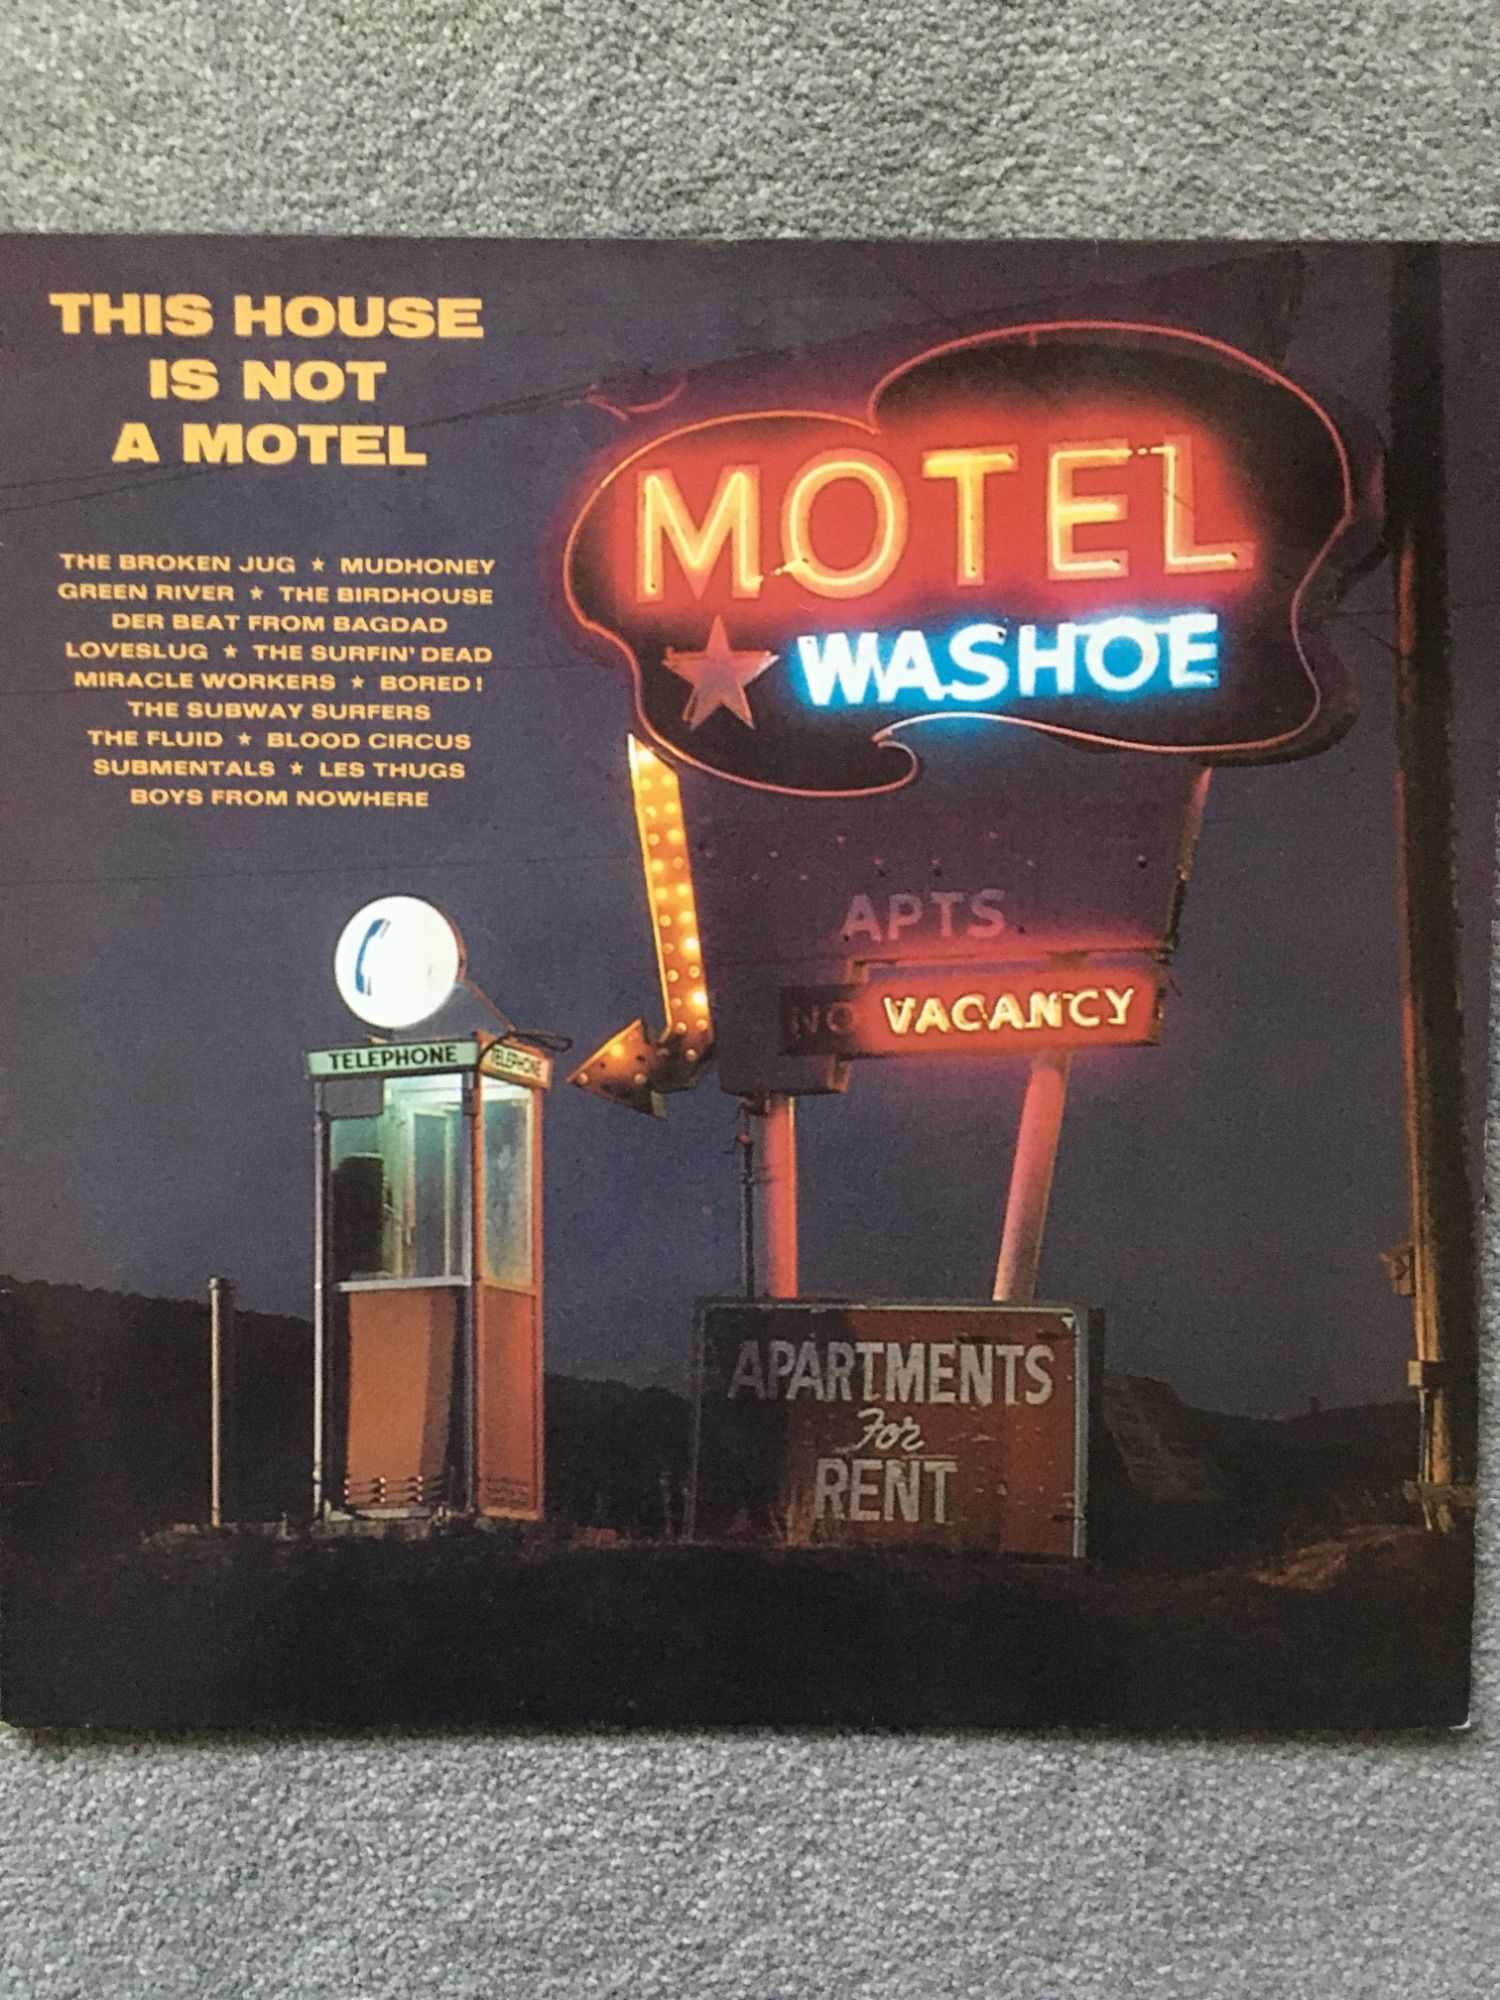 THIS HOUSE
IS NOT
A MOTEL
THE BROKEN JUG ★ MUDHONEY
GREEN RIVER ★ THE BIRDHOUSE
DER BEAT FROM BAGDAD
LOVESLUG ★ THE SURFIN' DEAD
MIRACLE WORKERS ★ BORED!
THE SUBWAY SURFERS
THE FLUID ★ BLOOD CIRCUS
SUBMENTALS ★ LES THUGS
BOYS FROM NOWHERE
MOTEL
★ WASHOE
APTS.
NO VACANCY
TELEPHONE TELEPHONE
APARTMENTS
For
RENT